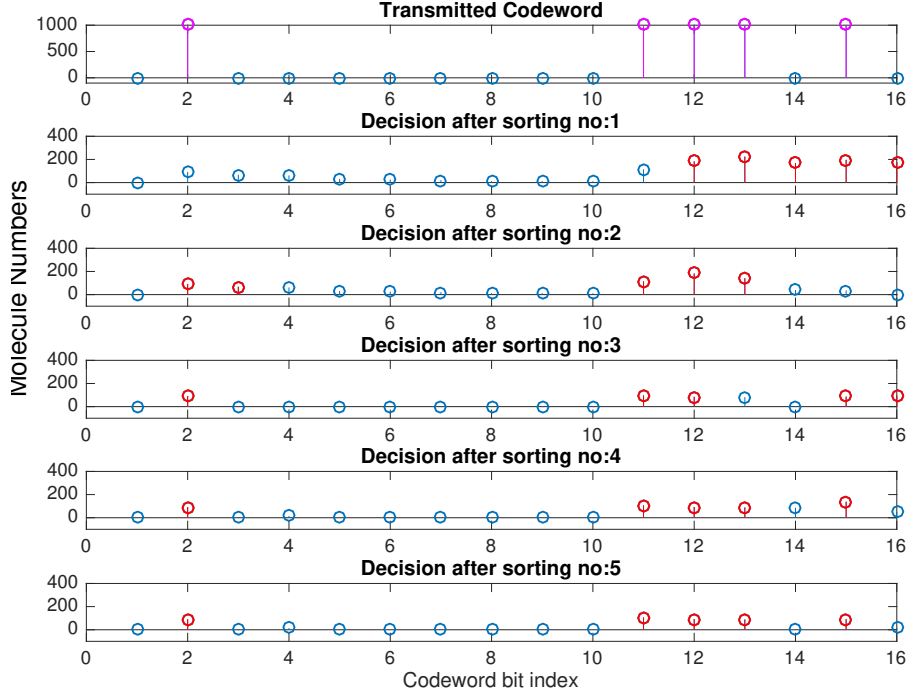 Transmitted Codeword
1000
500
0
0 2 4 6 8 10 12 14 16
Decision after sorting no:1
400
200
0
0 2 4 6 8 10 12 14 16
Decision after sorting no:2
400
200
0
0 2 4 6 8 10 12 14 16
Decision after sorting no:3
400
200
0
0 2 4 6 8 10 12 14 16
Decision after sorting no:4
400
200
0
0 2 4 6 8 10 12 14 16
Decision after sorting no:5
400
200
0
0 2 4 6 8 10 12 14 16
Codeword bit index
Molecule Numbers